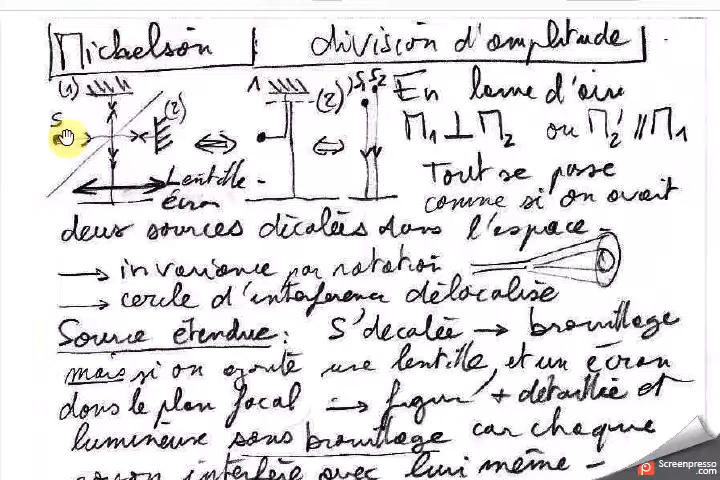 Michelson | division d'amplitude
(1) (2) S 1 (2)' S1 S2 En lame d'air
M1 ⊥ M2 ou M2' // M1
Lentille - Tout se passe
écran comme si on avait
deux sources décalées dans l'espace -
→ invariance par rotation
→ cercle d'interférence délocalisé
Source étendue : S' décalée → brouillage
mais si on ajoute une lentille, et un écran
dans le plan focal → figure + détaillée et
lumineuse sans brouillage car chaque
rayon interfère avec lui même -
Screenpresso.com